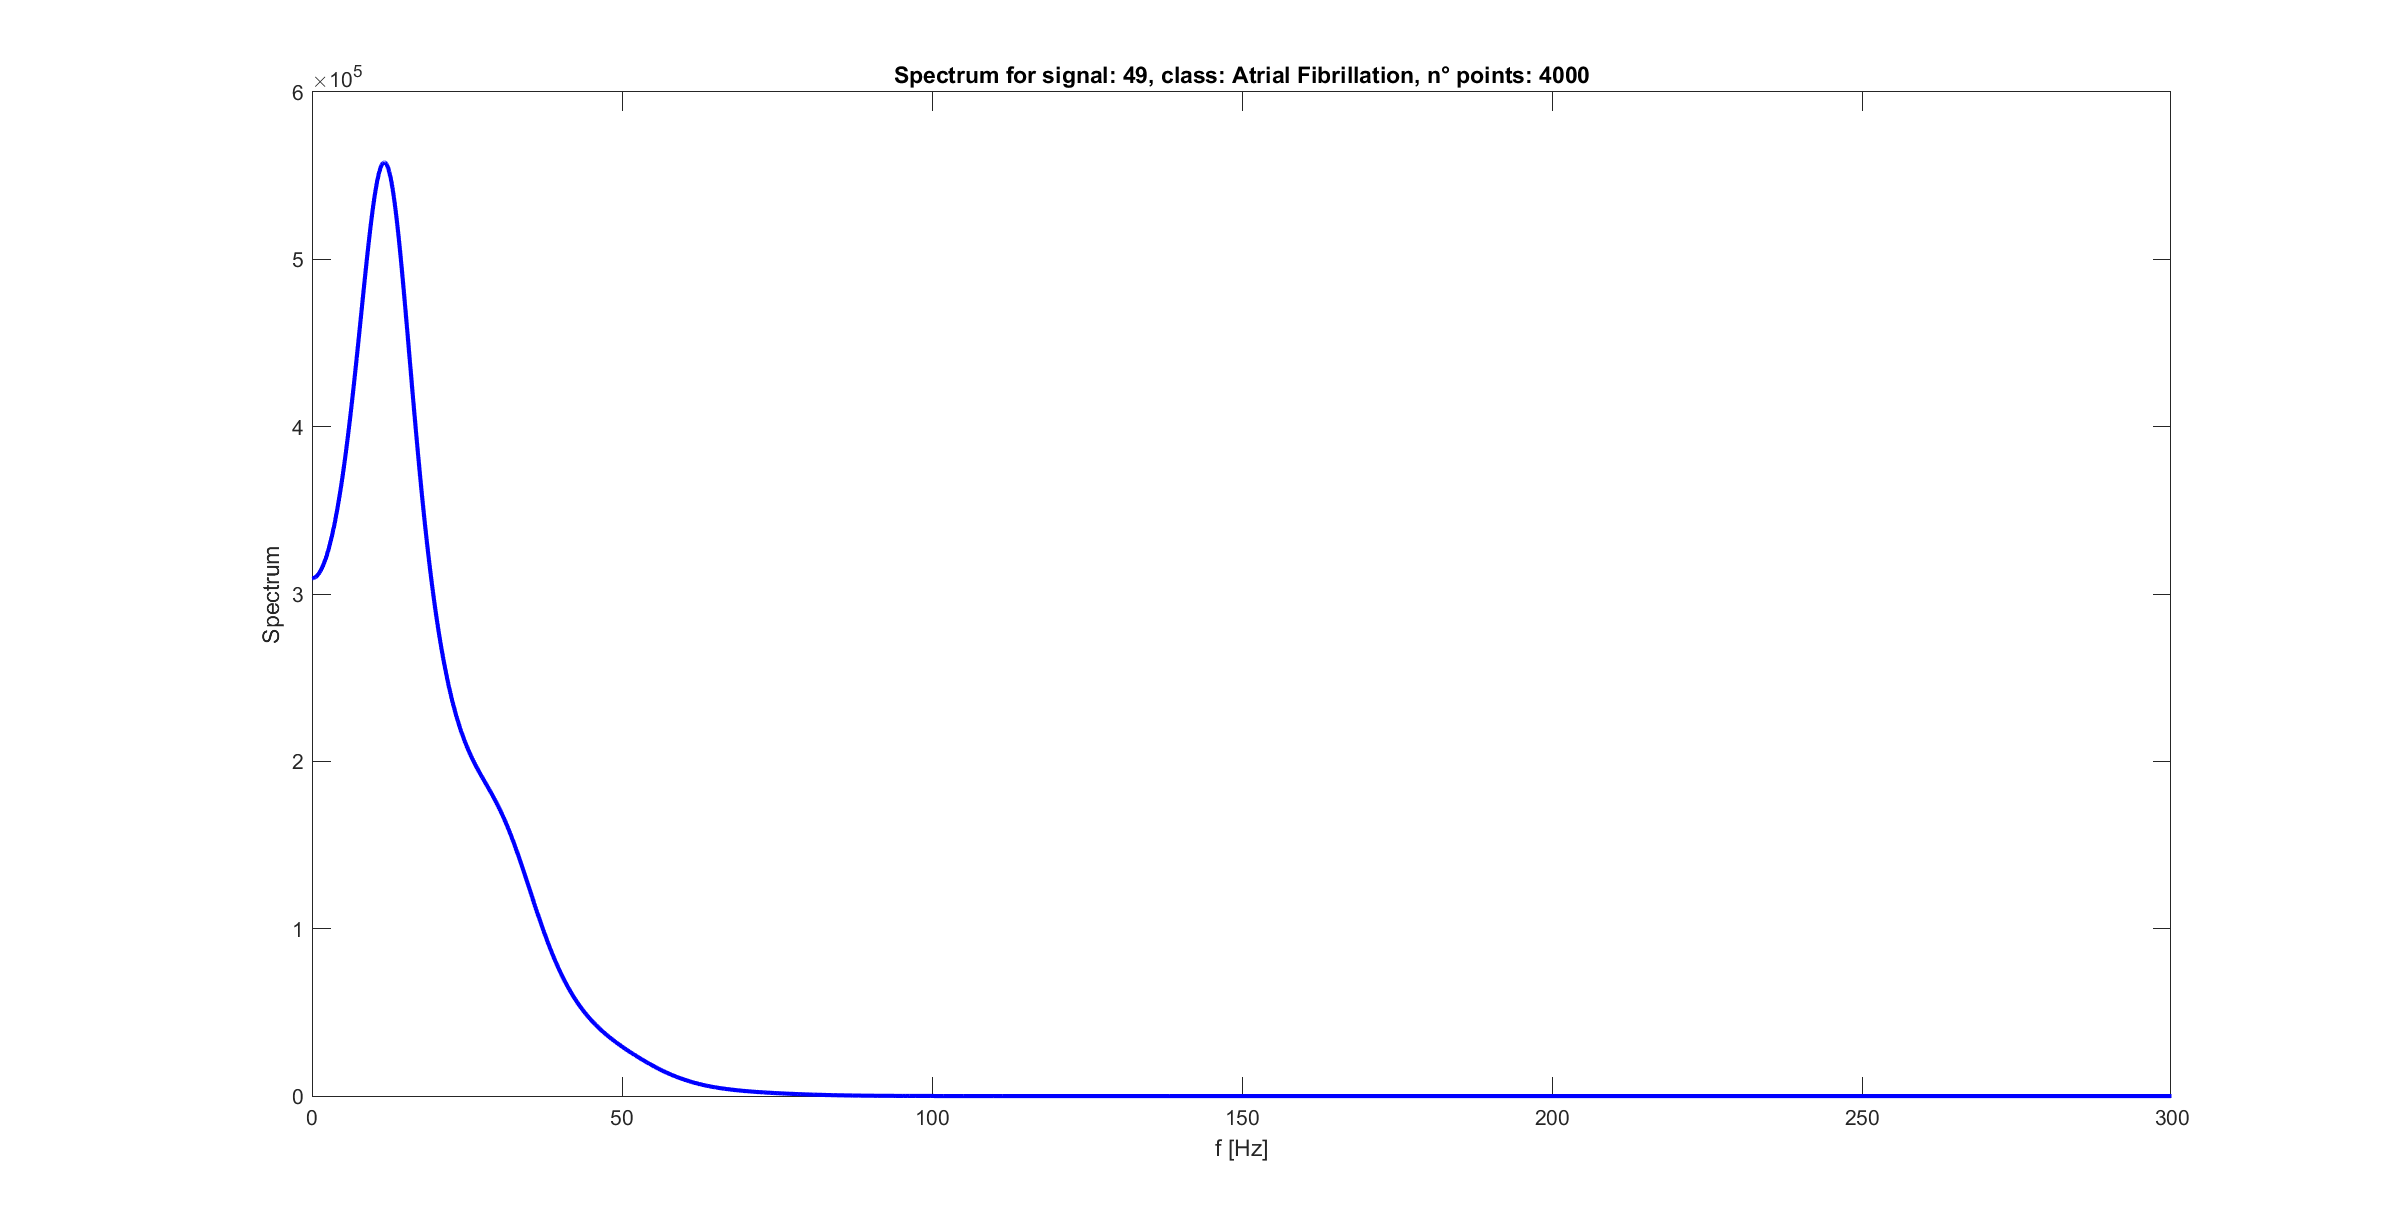 Spectrum for signal: 49, class: Atrial Fibrillation, n° points: 4000
×10^5
6
5
4
3
2
1
0
Spectrum
0 50 100 150 200 250 300
f [Hz]